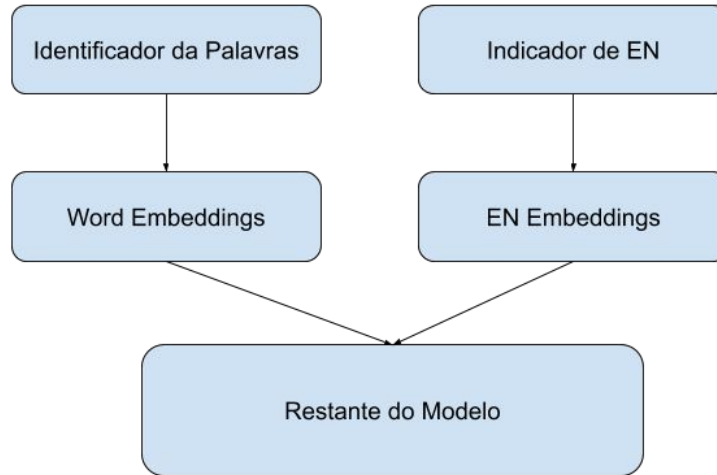 Identificador da Palavras
Indicador de EN
Word Embeddings
EN Embeddings
Restante do Modelo